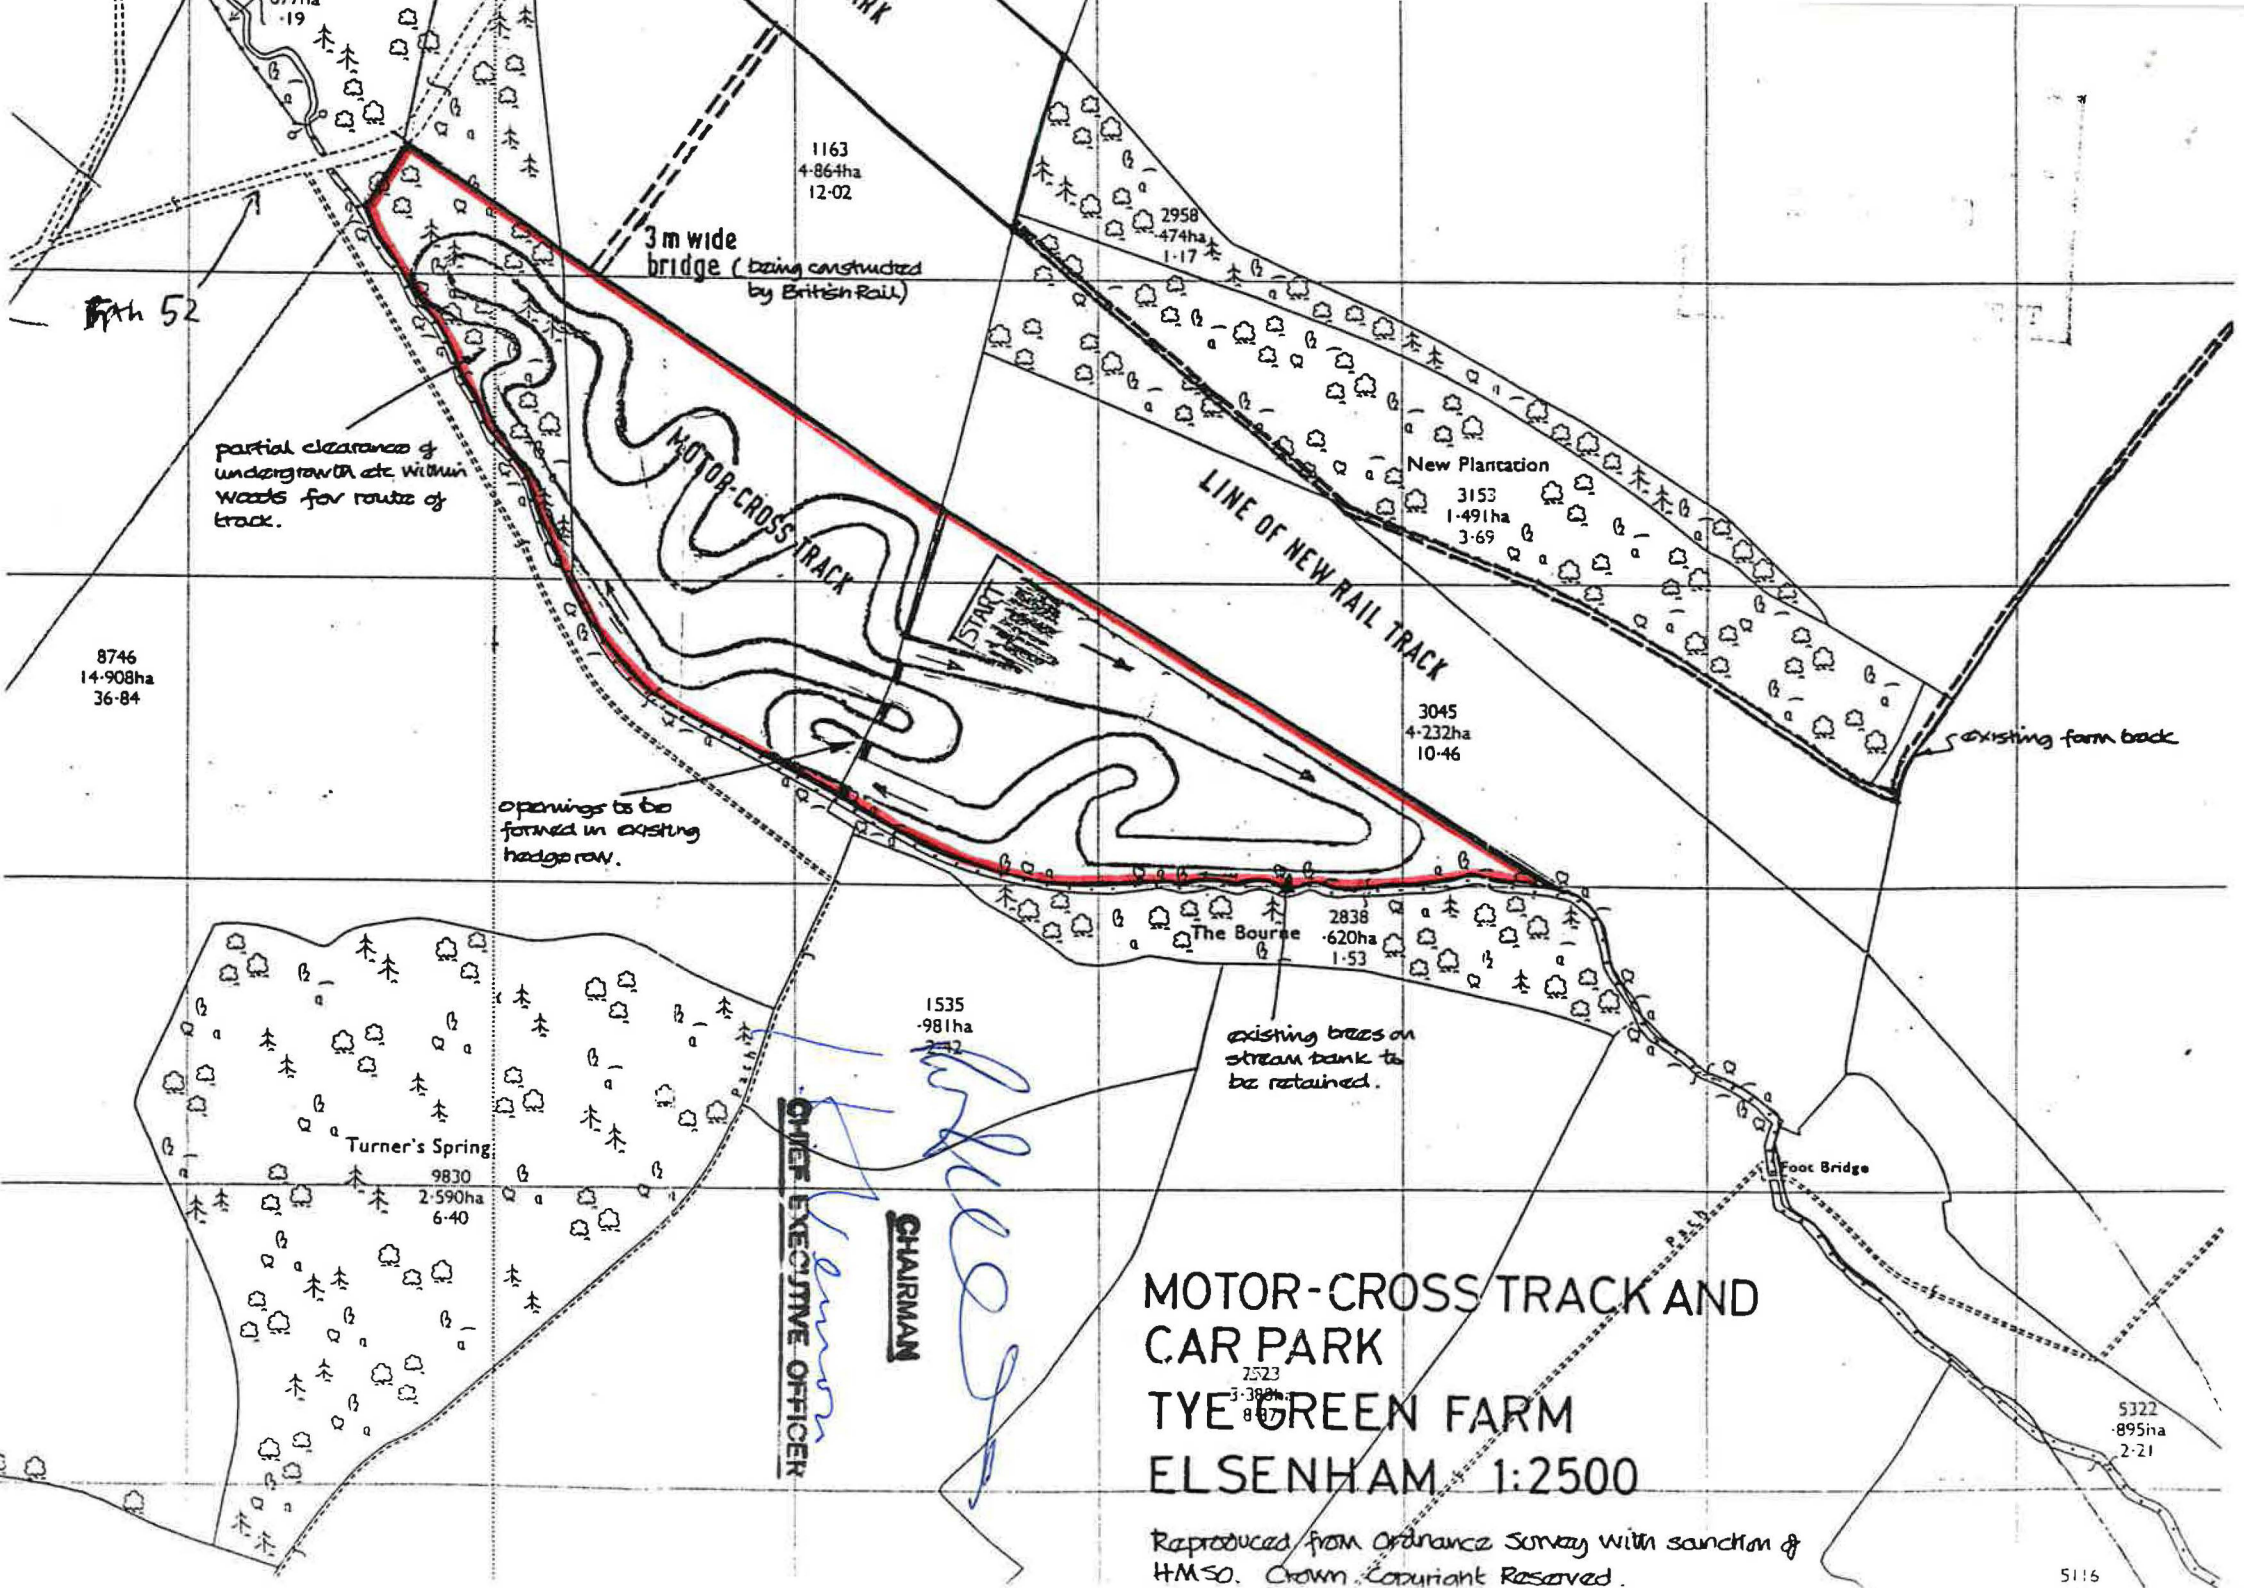 ·19
1163
4·864ha
12·02
2958
·474ha
1·17
3m wide
bridge (being constructed
by British Rail)
Path 52
partial clearance of
undergrowth etc within
woods for route of
track.
MOTOR-CROSS TRACK
New Plantation
3153
1·491ha
3·69
LINE OF NEW RAIL TRACK
START
8746
14·908ha
36·84
3045
4·232ha
10·46
existing farm track
openings to be
formed in existing
hedgerow.
The Bourne
2838
·620ha
1·53
1535
·981ha
2·42
existing trees on
stream bank to
be retained.
Path
Turner's Spring
9830
2·590ha
6·40
CHIEF EXECUTIVE OFFICER
CHAIRMAN
Foot Bridge
Path
MOTOR-CROSS TRACK AND
CAR PARK
2523
TYE GREEN FARM
ELSENHAM 1:2500
5322
·895ha
2·21
Reproduced from Ordnance Survey with sanction of
HMSO. Crown Copyright Reserved.
5116